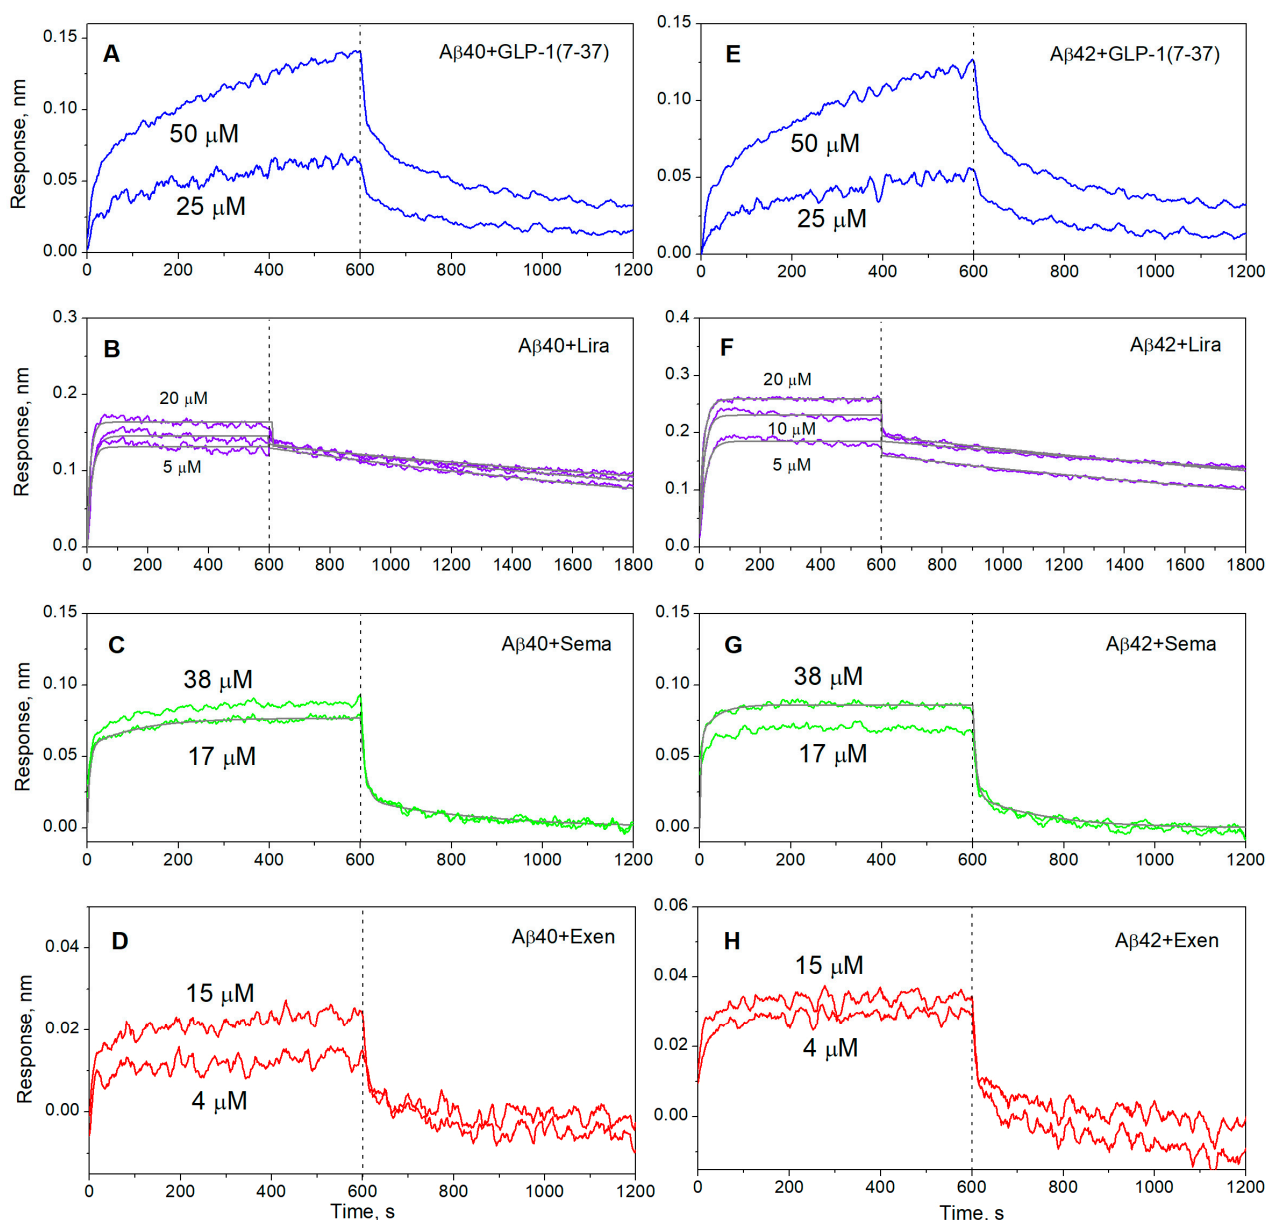 A
Aβ40+GLP-1(7-37)
Response, nm
0.15
0.10
0.05
0.00
50 μM
25 μM
0 200 400 600 800 1000 1200
E
Aβ42+GLP-1(7-37)
0.15
0.10
0.05
0.00
50 μM
25 μM
0 200 400 600 800 1000 1200
B
Aβ40+Lira
Response, nm
0.3
0.2
0.1
0.0
20 μM
5 μM
0 200 400 600 800 1000 1200 1400 1600 1800
F
Aβ42+Lira
0.4
0.3
0.2
0.1
0.0
20 μM
10 μM
5 μM
0 200 400 600 800 1000 1200 1400 1600 1800
C
Aβ40+Sema
Response, nm
0.15
0.10
0.05
0.00
38 μM
17 μM
0 200 400 600 800 1000 1200
G
Aβ42+Sema
0.15
0.10
0.05
0.00
38 μM
17 μM
0 200 400 600 800 1000 1200
D
Aβ40+Exen
Response, nm
0.04
0.02
0.00
15 μM
4 μM
0 200 400 600 800 1000 1200
Time, s
H
Aβ42+Exen
0.06
0.04
0.02
0.00
15 μM
4 μM
0 200 400 600 800 1000 1200
Time, s